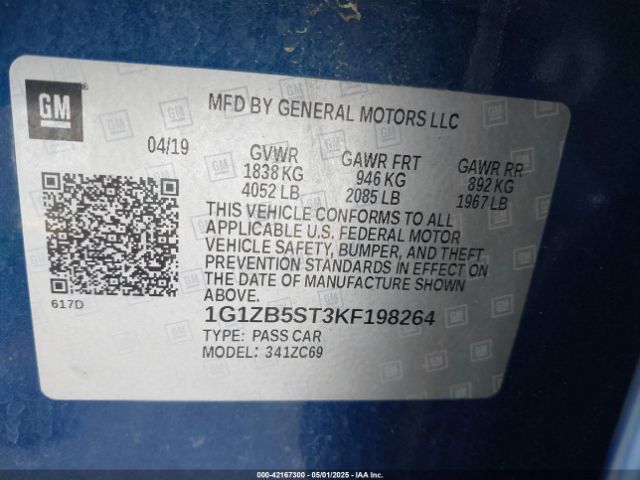 GM
MFD BY GENERAL MOTORS LLC
04/19
GVWR GAWR FRT GAWR RR
1838 KG 946 KG 892 KG
4052 LB 2085 LB 1967 LB
THIS VEHICLE CONFORMS TO ALL
APPLICABLE U.S. FEDERAL MOTOR
VEHICLE SAFETY, BUMPER, AND THEFT
PREVENTION STANDARDS IN EFFECT ON
THE DATE OF MANUFACTURE SHOWN
ABOVE.
617D
1G1ZB5ST3KF198264
TYPE: PASS CAR
MODEL: 341ZC69
000-42167300 - 05/01/2025 - IAAI.COM